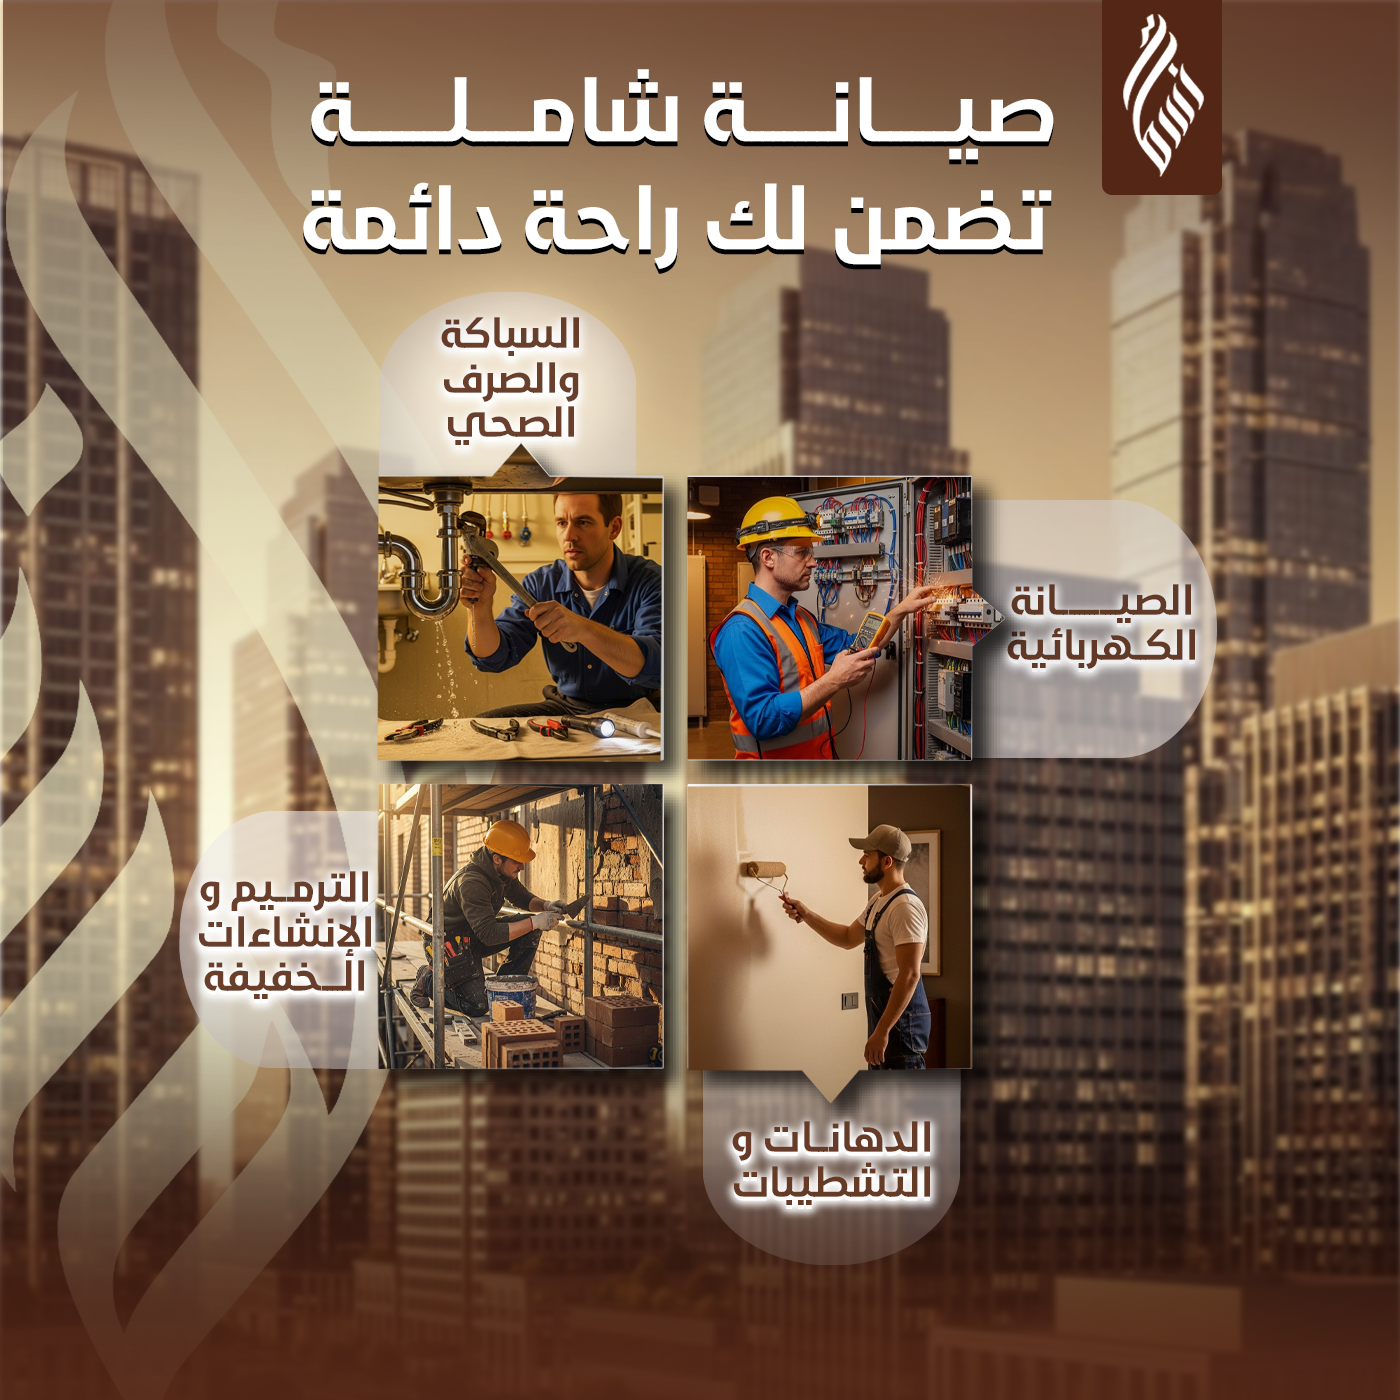 صيانة شاملة
تضمن لك راحة دائمة
السباكة
والصرف
الصحي
الصيانة
الكهربائية
الترميم و
الإنشاءات
الخفيفة
الدهانات و
التشطيبات